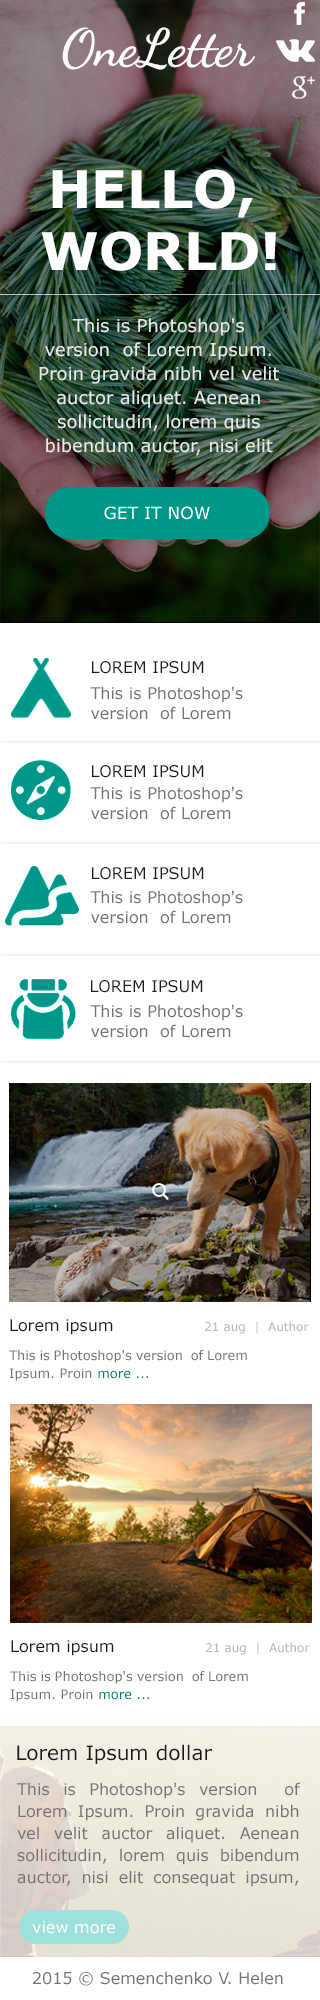 OneLetter
HELLO,
WORLD!
This is Photoshop's
version of Lorem Ipsum.
Proin gravida nibh vel velit
auctor aliquet. Aenean
sollicitudin, lorem quis
bibendum auctor, nisi elit
GET IT NOW
LOREM IPSUM
This is Photoshop's
version of Lorem
LOREM IPSUM
This is Photoshop's
version of Lorem
LOREM IPSUM
This is Photoshop's
version of Lorem
LOREM IPSUM
This is Photoshop's
version of Lorem
Lorem ipsum 21 aug | Author
This is Photoshop's version of Lorem
Ipsum. Proin more ...
Lorem ipsum 21 aug | Author
This is Photoshop's version of Lorem
Ipsum. Proin more ...
Lorem Ipsum dollar
This is Photoshop's version of
Lorem Ipsum. Proin gravida nibh
vel velit auctor aliquet. Aenean
sollicitudin, lorem quis bibendum
auctor, nisi elit consequat ipsum,
view more
2015 © Semenchenko V. Helen